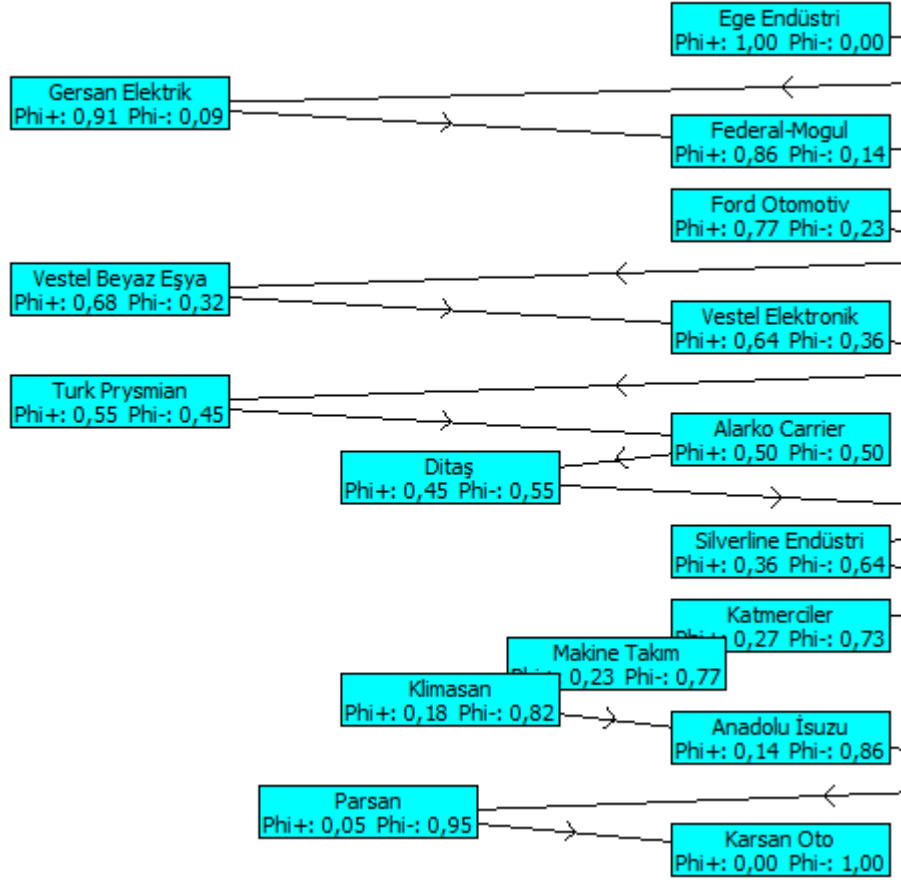 Ege Endüstri
Phi+: 1,00 Phi-: 0,00
Gersan Elektrik
Phi+: 0,91 Phi-: 0,09
Federal-Mogul
Phi+: 0,86 Phi-: 0,14
Ford Otomotiv
Phi+: 0,77 Phi-: 0,23
Vestel Beyaz Eşya
Phi+: 0,68 Phi-: 0,32
Vestel Elektronik
Phi+: 0,64 Phi-: 0,36
Turk Prysmian
Phi+: 0,55 Phi-: 0,45
Alarko Carrier
Phi+: 0,50 Phi-: 0,50
Ditaş
Phi+: 0,45 Phi-: 0,55
Silverline Endüstri
Phi+: 0,36 Phi-: 0,64
Katmerciler
Phi+: 0,27 Phi-: 0,73
Makine Takım
Phi+: 0,23 Phi-: 0,77
Klimasan
Phi+: 0,18 Phi-: 0,82
Anadolu İsuzu
Phi+: 0,14 Phi-: 0,86
Parsan
Phi+: 0,05 Phi-: 0,95
Karsan Oto
Phi+: 0,00 Phi-: 1,00